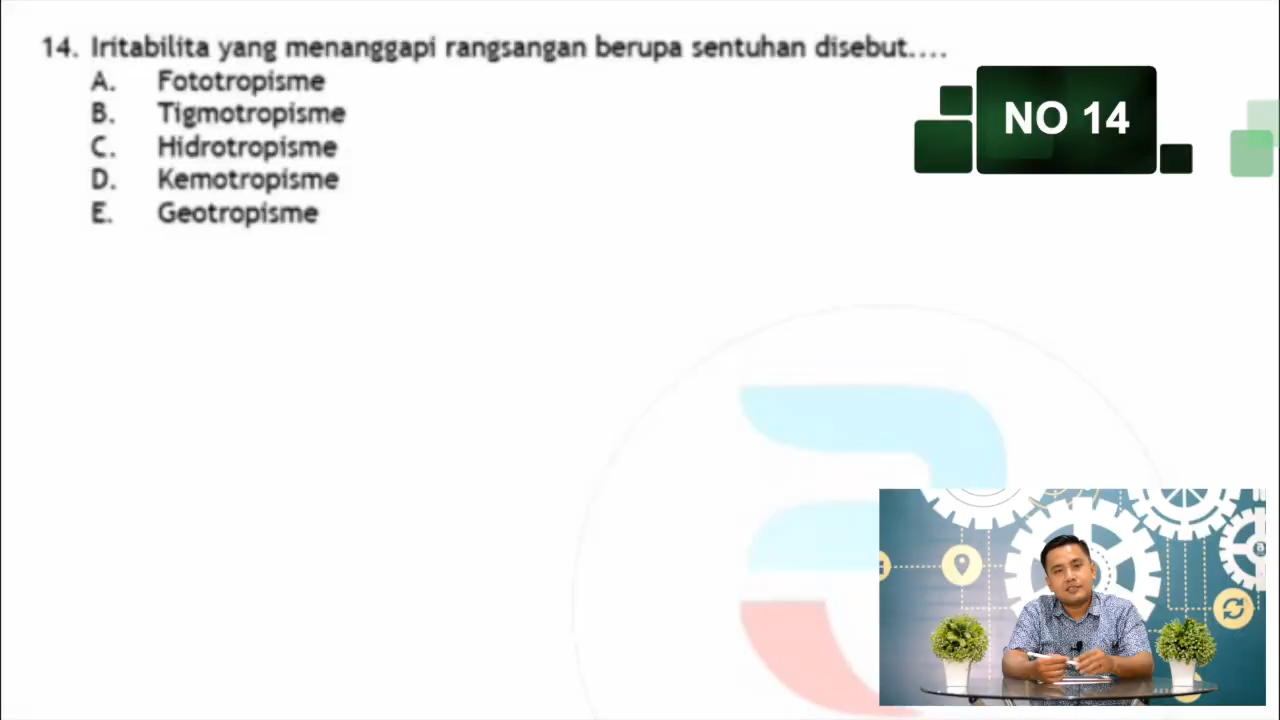 14. Iritabilita yang menanggapi rangsangan berupa sentuhan disebut....
A. Fototropisme
B. Tigmotropisme
C. Hidrotropisme
D. Kemotropisme
E. Geotropisme
NO 14